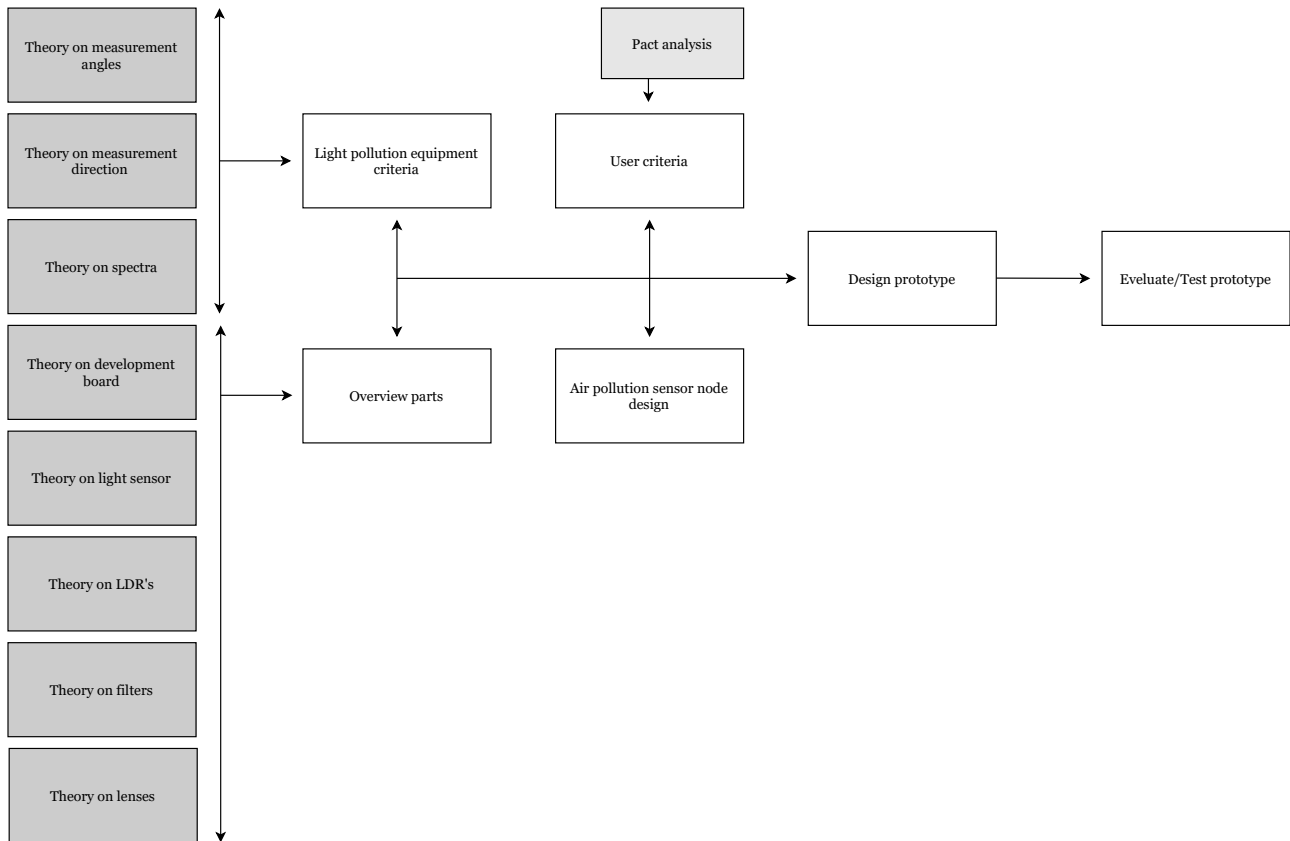 Theory on measurement
angles
Theory on measurement
direction
Theory on spectra
Theory on development
board
Theory on light sensor
Theory on LDR's
Theory on filters
Theory on lenses
Light pollution equipment
criteria
Overview parts
Pact analysis
User criteria
Air pollution sensor node
design
Design prototype
Eveluate/Test prototype